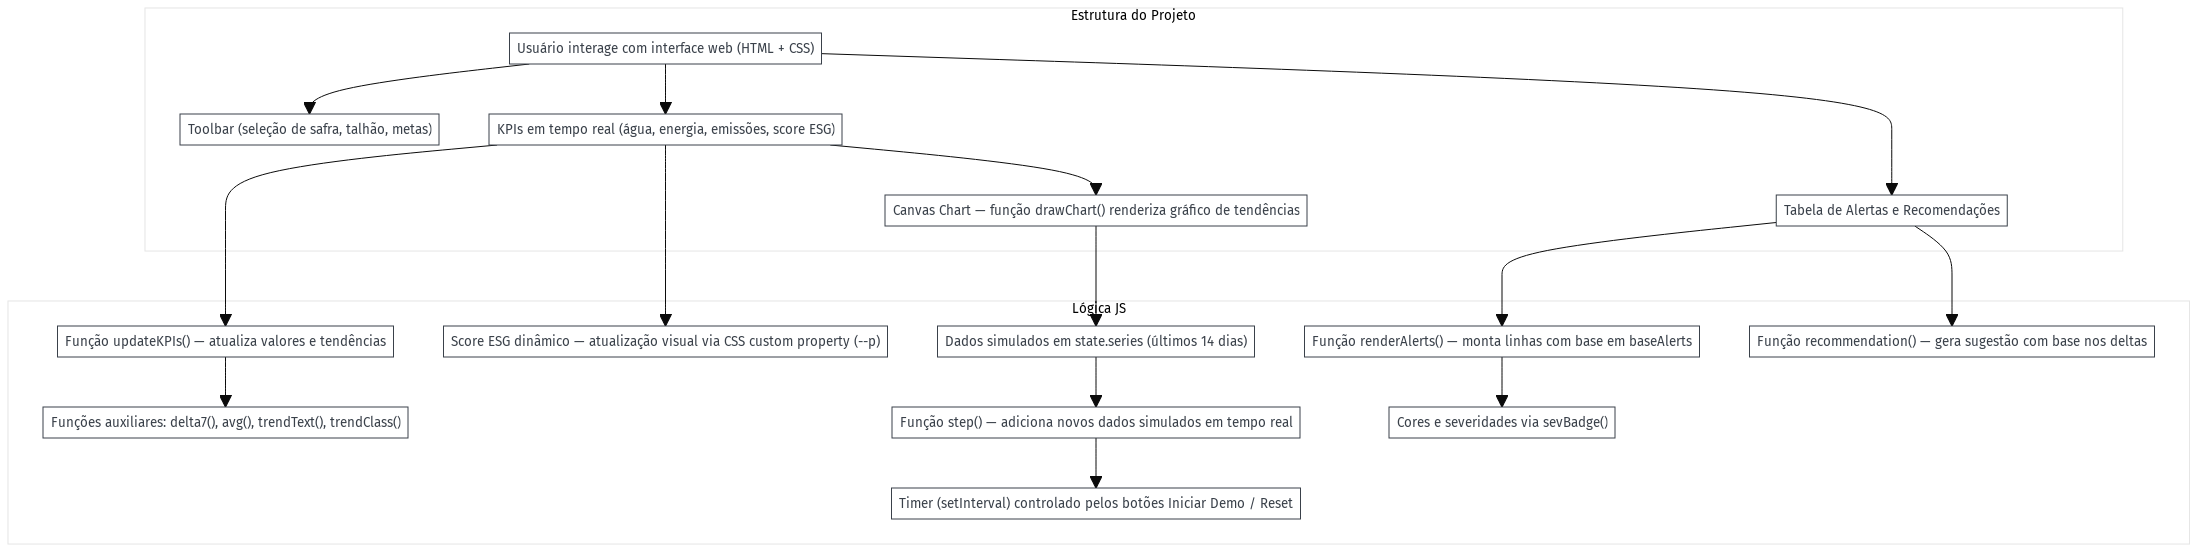 Estrutura do Projeto
Usuário interage com interface web (HTML + CSS)
Toolbar (seleção de safra, talhão, metas)
KPIs em tempo real (água, energia, emissões, score ESG)
Canvas Chart — função drawChart() renderiza gráfico de tendências
Tabela de Alertas e Recomendações
Lógica JS
Função updateKPIs() — atualiza valores e tendências
Score ESG dinâmico — atualização visual via CSS custom property (--p)
Dados simulados em state.series (últimos 14 dias)
Função renderAlerts() — monta linhas com base em baseAlerts
Função recommendation() — gera sugestão com base nos deltas
Funções auxiliares: delta7(), avg(), trendText(), trendClass()
Função step() — adiciona novos dados simulados em tempo real
Cores e severidades via sevBadge()
Timer (setInterval) controlado pelos botões Iniciar Demo / Reset